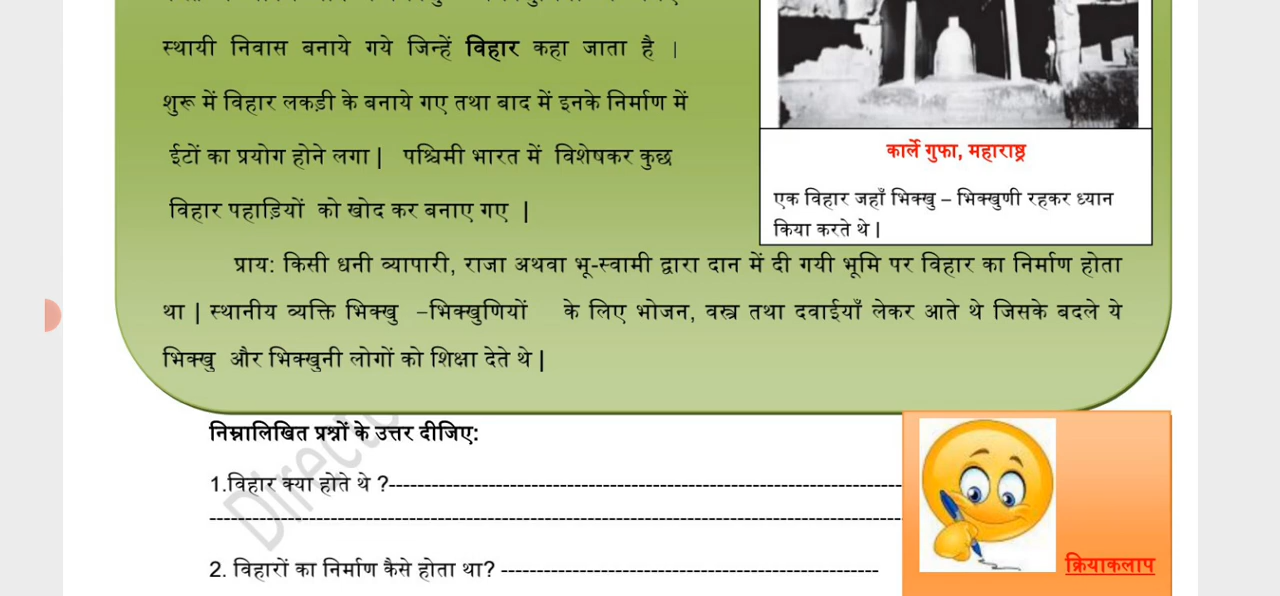 स्थायी निवास बनाये गये जिन्हें विहार कहा जाता है |
शुरू में विहार लकड़ी के बनाये गए तथा बाद में इनके निर्माण में
ईटों का प्रयोग होने लगा | पश्चिमी भारत में विशेषकर कुछ
विहार पहाड़ियों को खोद कर बनाए गए |
कार्ले गुफा, महाराष्ट्र
एक विहार जहाँ भिक्खु – भिक्खुणी रहकर ध्यान
किया करते थे |
प्राय: किसी धनी व्यापारी, राजा अथवा भू-स्वामी द्वारा दान में दी गयी भूमि पर विहार का निर्माण होता
था | स्थानीय व्यक्ति भिक्खु –भिक्खुणियों के लिए भोजन, वस्त्र तथा दवाईयाँ लेकर आते थे जिसके बदले ये
भिक्खु और भिक्खुनी लोगों को शिक्षा देते थे |
निम्नालिखित प्रश्नों के उत्तर दीजिए:
1.विहार क्या होते थे ?
2. विहारों का निर्माण कैसे होता था?
क्रियाकलाप
Direct